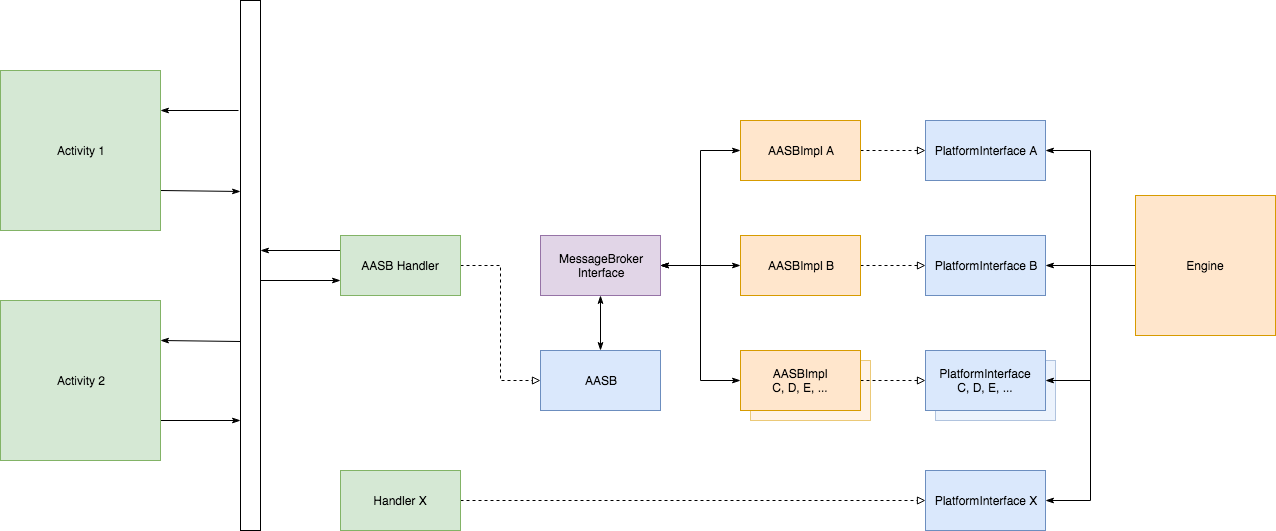 Activity 1
AASBImpl A
PlatformInterface A
AASB Handler
MessageBroker
Interface
AASBImpl B
PlatformInterface B
Engine
Activity 2
AASB
AASBImpl
C, D, E, ...
PlatformInterface
C, D, E, ...
Handler X
PlatformInterface X